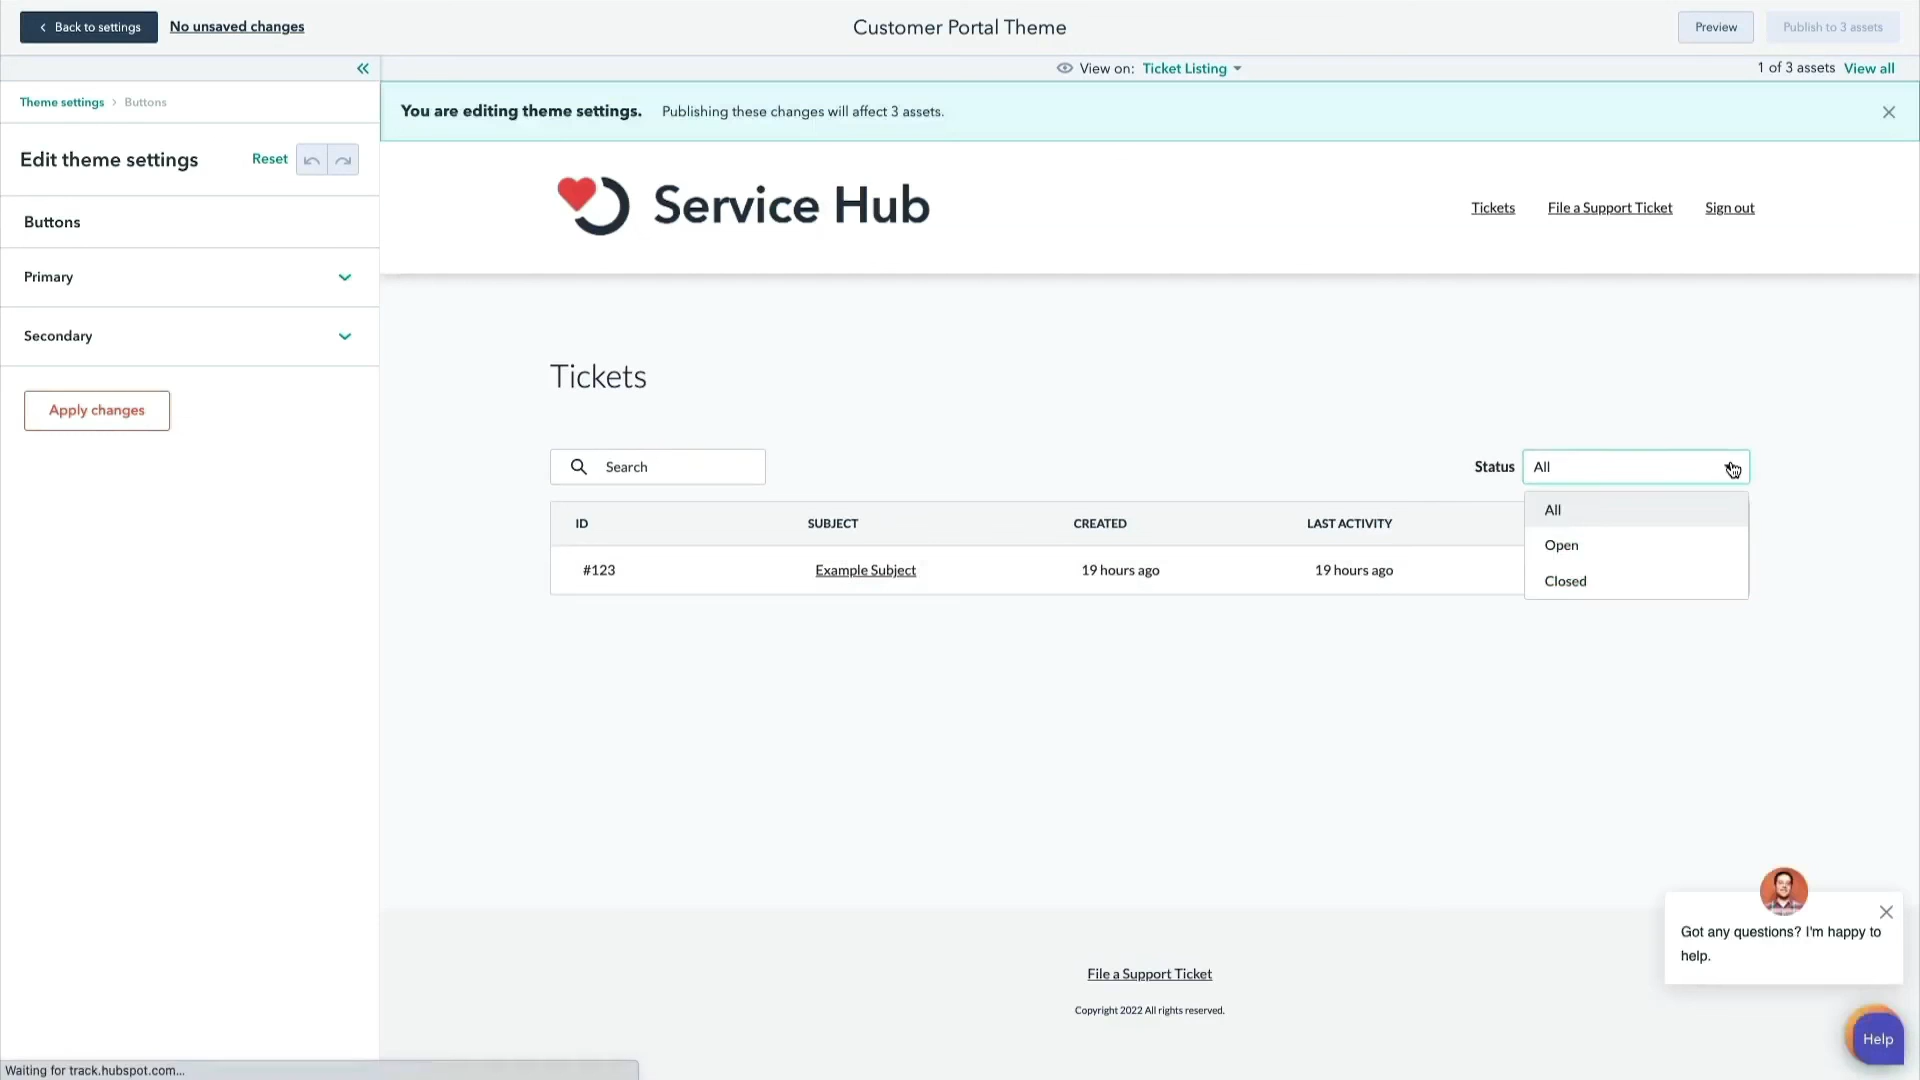 Back to settings
No unsaved changes
Customer Portal Theme
Preview
Publish to 3 assets
View on: Ticket Listing
1 of 3 assets View all
Theme settings > Buttons
You are editing theme settings. Publishing these changes will affect 3 assets.
Edit theme settings
Reset
Buttons
Primary
Secondary
Apply changes
Service Hub
Tickets
File a Support Ticket
Sign out
Tickets
Search
Status
All
ID SUBJECT CREATED LAST ACTIVITY
#123 Example Subject 19 hours ago 19 hours ago
All
Open
Closed
Got any questions? I'm happy to
help.
File a Support Ticket
Copyright 2022 All rights reserved.
Help
Waiting for track.hubspot.com...